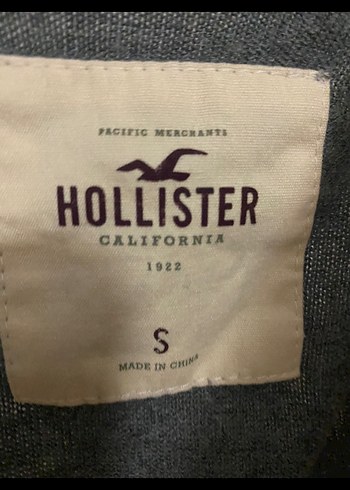 PACIFIC MERCHANTS
HOLLISTER
CALIFORNIA
1922
S
MADE IN CHINA